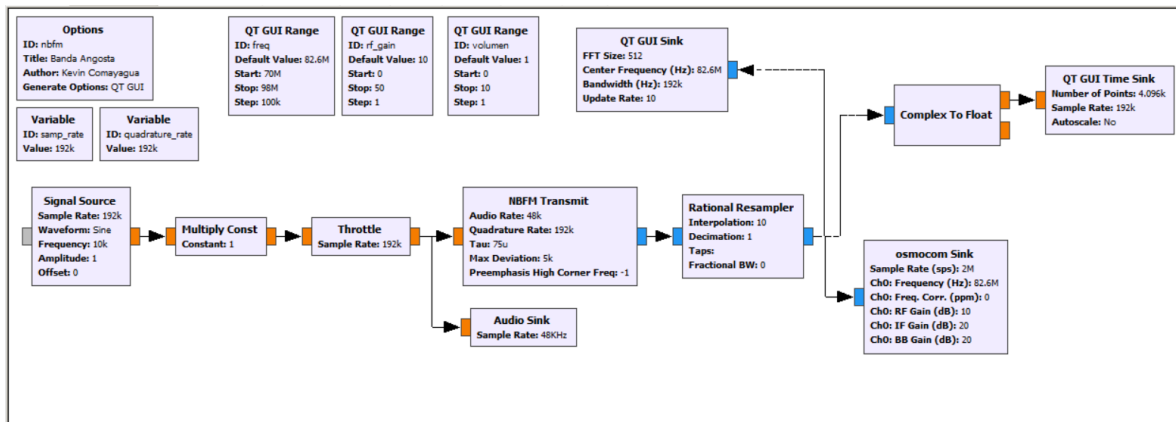 Options
ID: nbfm
Title: Banda Angosta
Author: Kevin Comayagua
Generate Options: QT GUI
Variable
ID: samp_rate
Value: 192k
Variable
ID: quadrature_rate
Value: 192k
QT GUI Range
ID: freq
Default Value: 82.6M
Start: 70M
Stop: 98M
Step: 100k
QT GUI Range
ID: rf_gain
Default Value: 10
Start: 0
Stop: 50
Step: 1
QT GUI Range
ID: volumen
Default Value: 1
Start: 0
Stop: 10
Step: 1
QT GUI Sink
FFT Size: 512
Center Frequency (Hz): 82.6M
Bandwidth (Hz): 192k
Update Rate: 10
Complex To Float
QT GUI Time Sink
Number of Points: 4.096k
Sample Rate: 192k
Autoscale: No
Signal Source
Sample Rate: 192k
Waveform: Sine
Frequency: 10k
Amplitude: 1
Offset: 0
Multiply Const
Constant: 1
Throttle
Sample Rate: 192k
NBFM Transmit
Audio Rate: 48k
Quadrature Rate: 192k
Tau: 75u
Max Deviation: 5k
Preemphasis High Corner Freq: -1
Rational Resampler
Interpolation: 10
Decimation: 1
Taps:
Fractional BW: 0
Audio Sink
Sample Rate: 48KHz
osmocom Sink
Sample Rate (sps): 2M
Ch0: Frequency (Hz): 82.6M
Ch0: Freq. Corr. (ppm): 0
Ch0: RF Gain (dB): 10
Ch0: IF Gain (dB): 20
Ch0: BB Gain (dB): 20